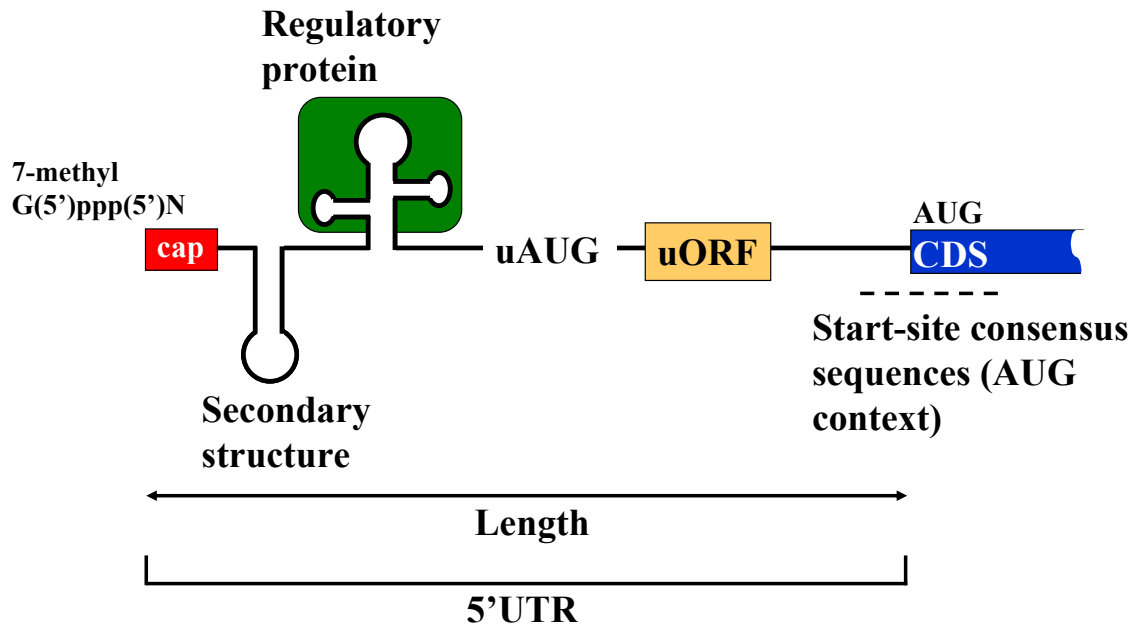 Regulatory
protein
7-methyl
G(5’)ppp(5’)N
cap
uAUG
uORF
AUG
CDS
Start-site consensus
sequences (AUG
context)
Secondary
structure
Length
5’UTR